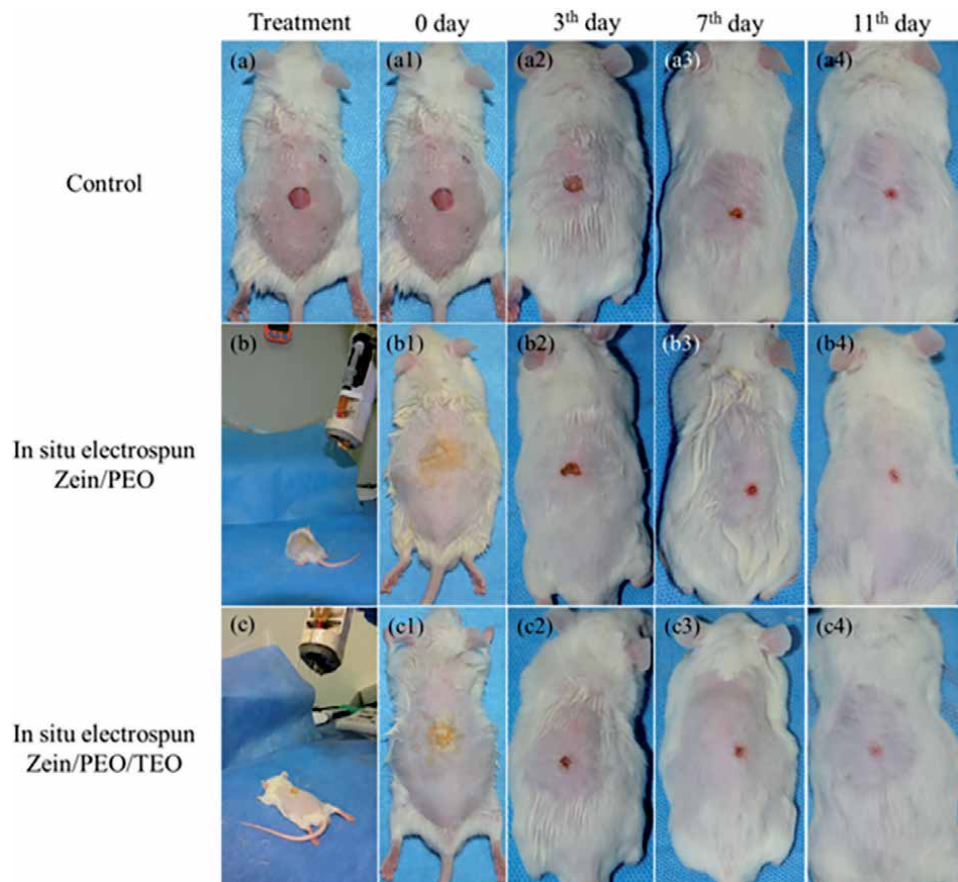 Treatment 0 day 3th day 7th day 11th day
(a) (a1) (a2) (a3) (a4)
Control
(b) (b1) (b2) (b3) (b4)
In situ electrospun
Zein/PEO
(c) (c1) (c2) (c3) (c4)
In situ electrospun
Zein/PEO/TEO